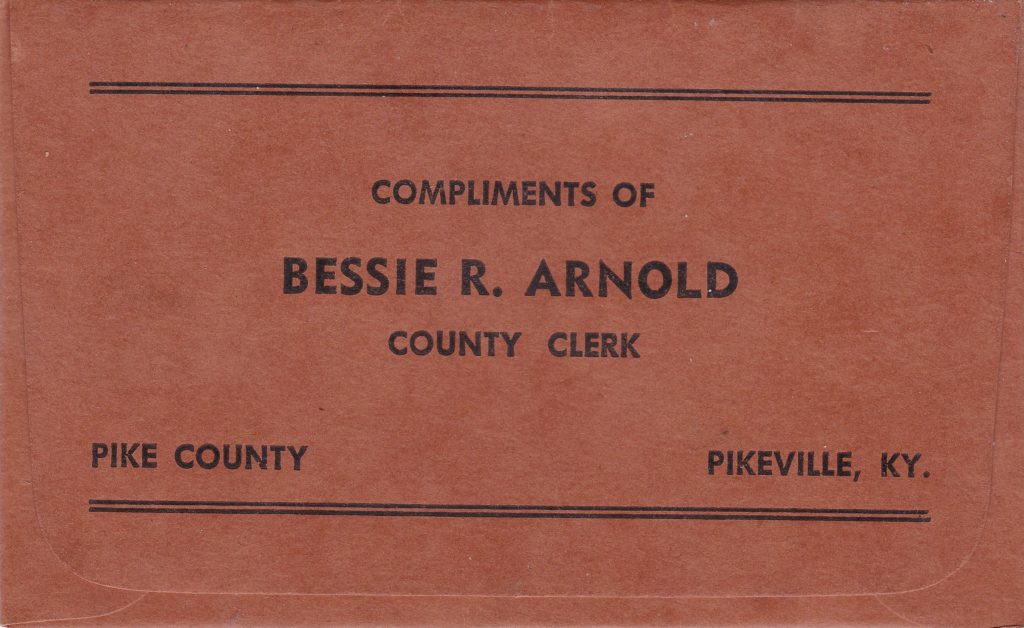 COMPLIMENTS OF
BESSIE R. ARNOLD
COUNTY CLERK
PIKE COUNTY PIKEVILLE, KY.